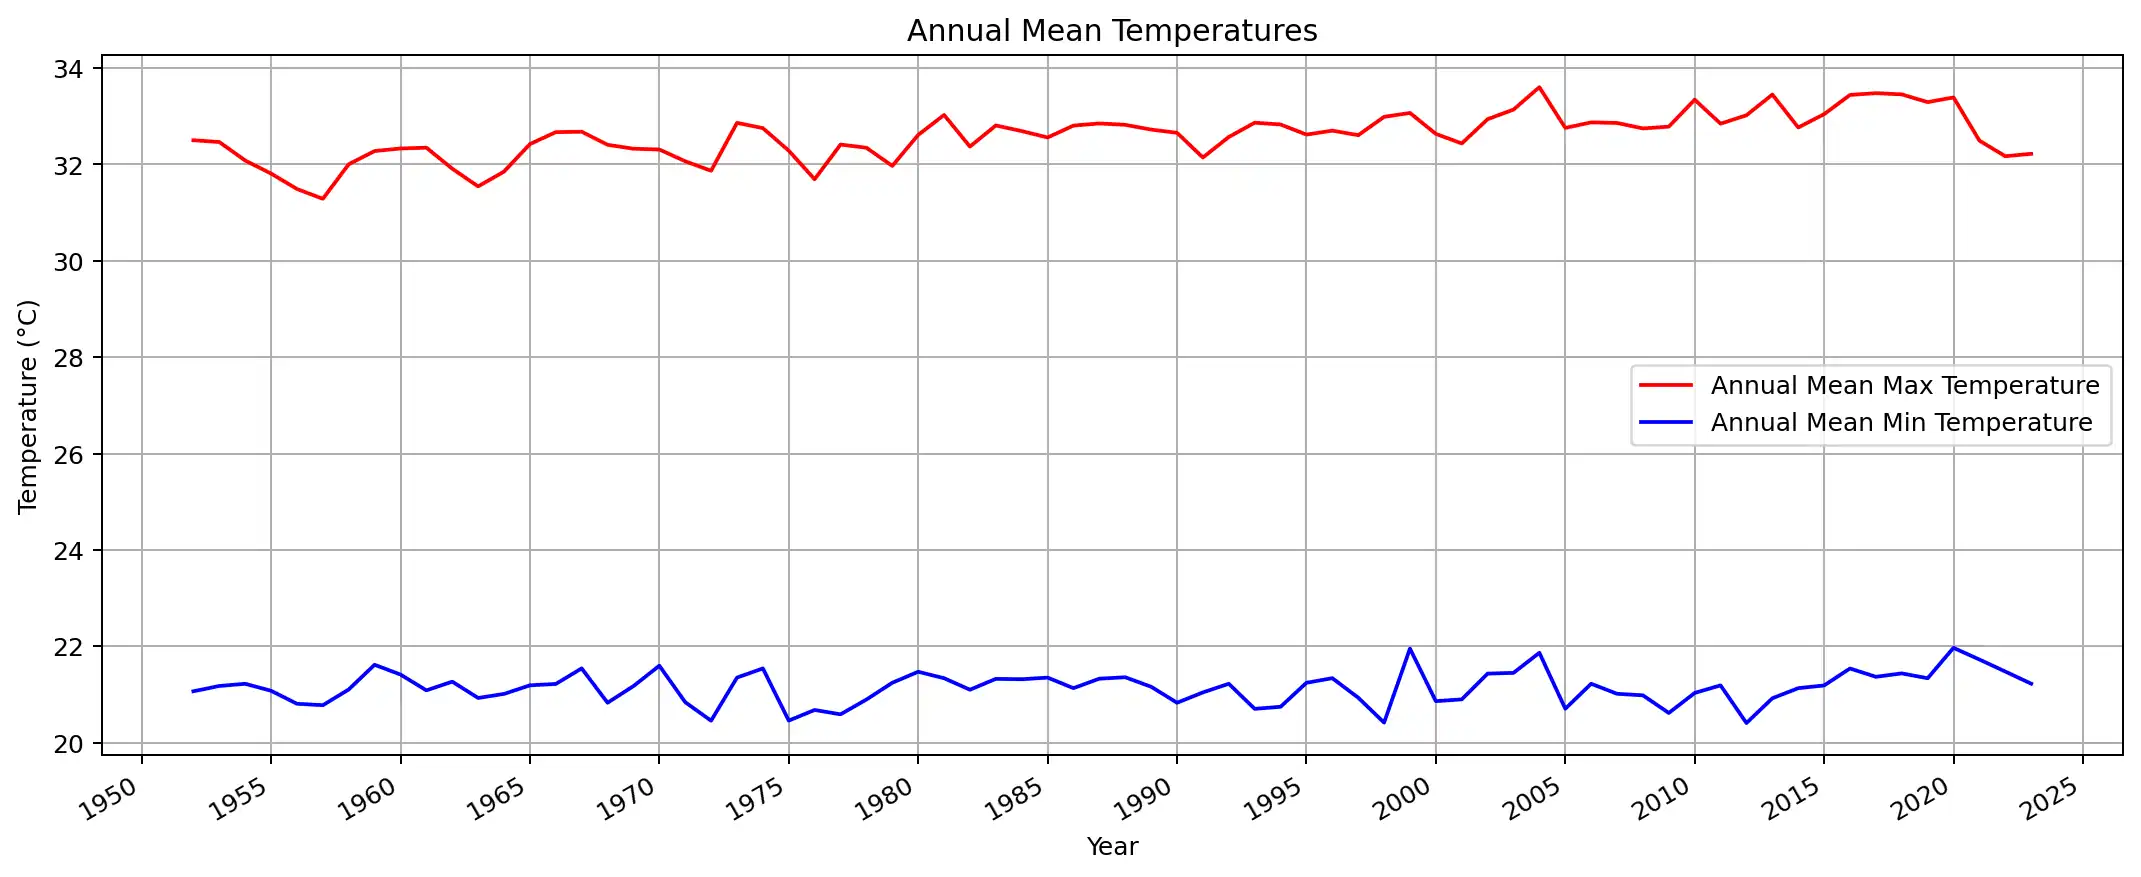 Annual Mean Temperatures
34
32
30
28
26
24
22
20
Temperature (°C)
Annual Mean Max Temperature
Annual Mean Min Temperature
1950 1955 1960 1965 1970 1975 1980 1985 1990 1995 2000 2005 2010 2015 2020 2025
Year